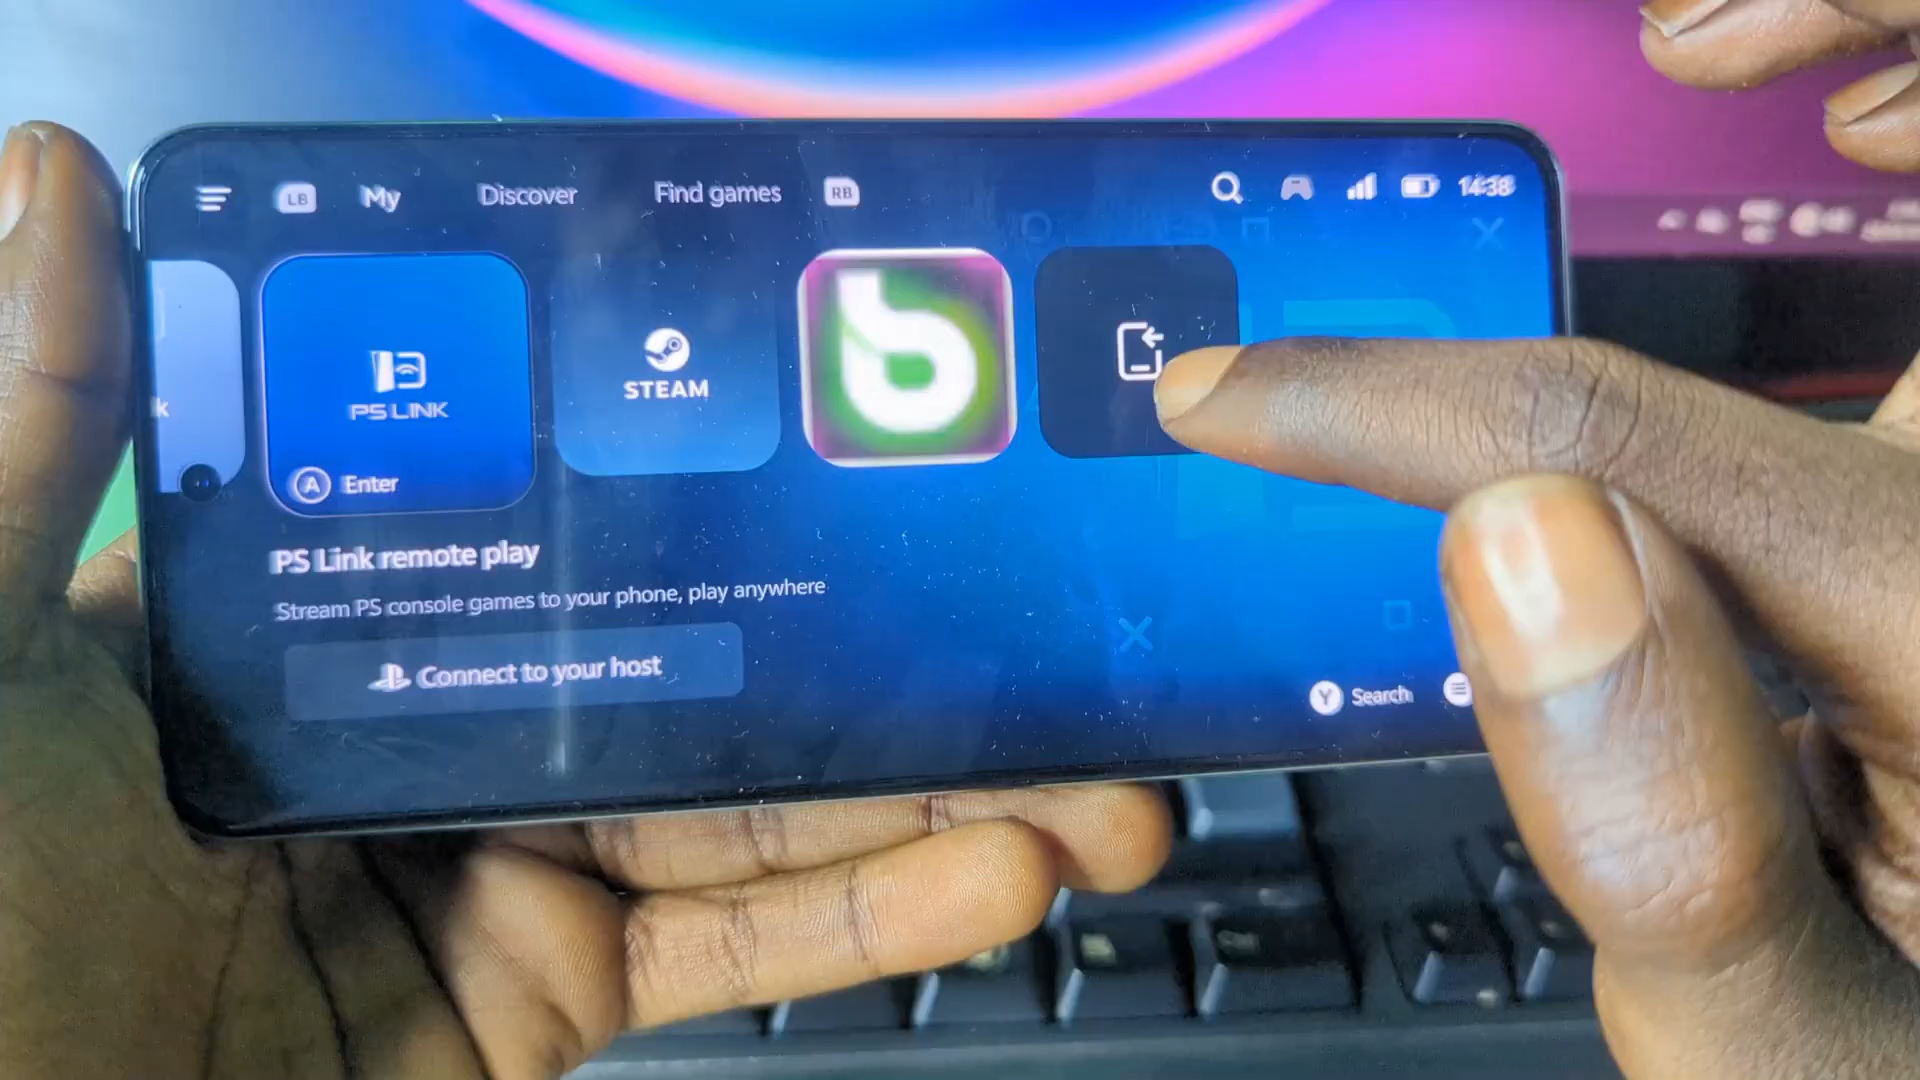 LB My Discover Find games RB 14:38
k
PS LINK
STEAM
b
A Enter
PS Link remote play
Stream PS console games to your phone, play anywhere
Connect to your host
Y Search